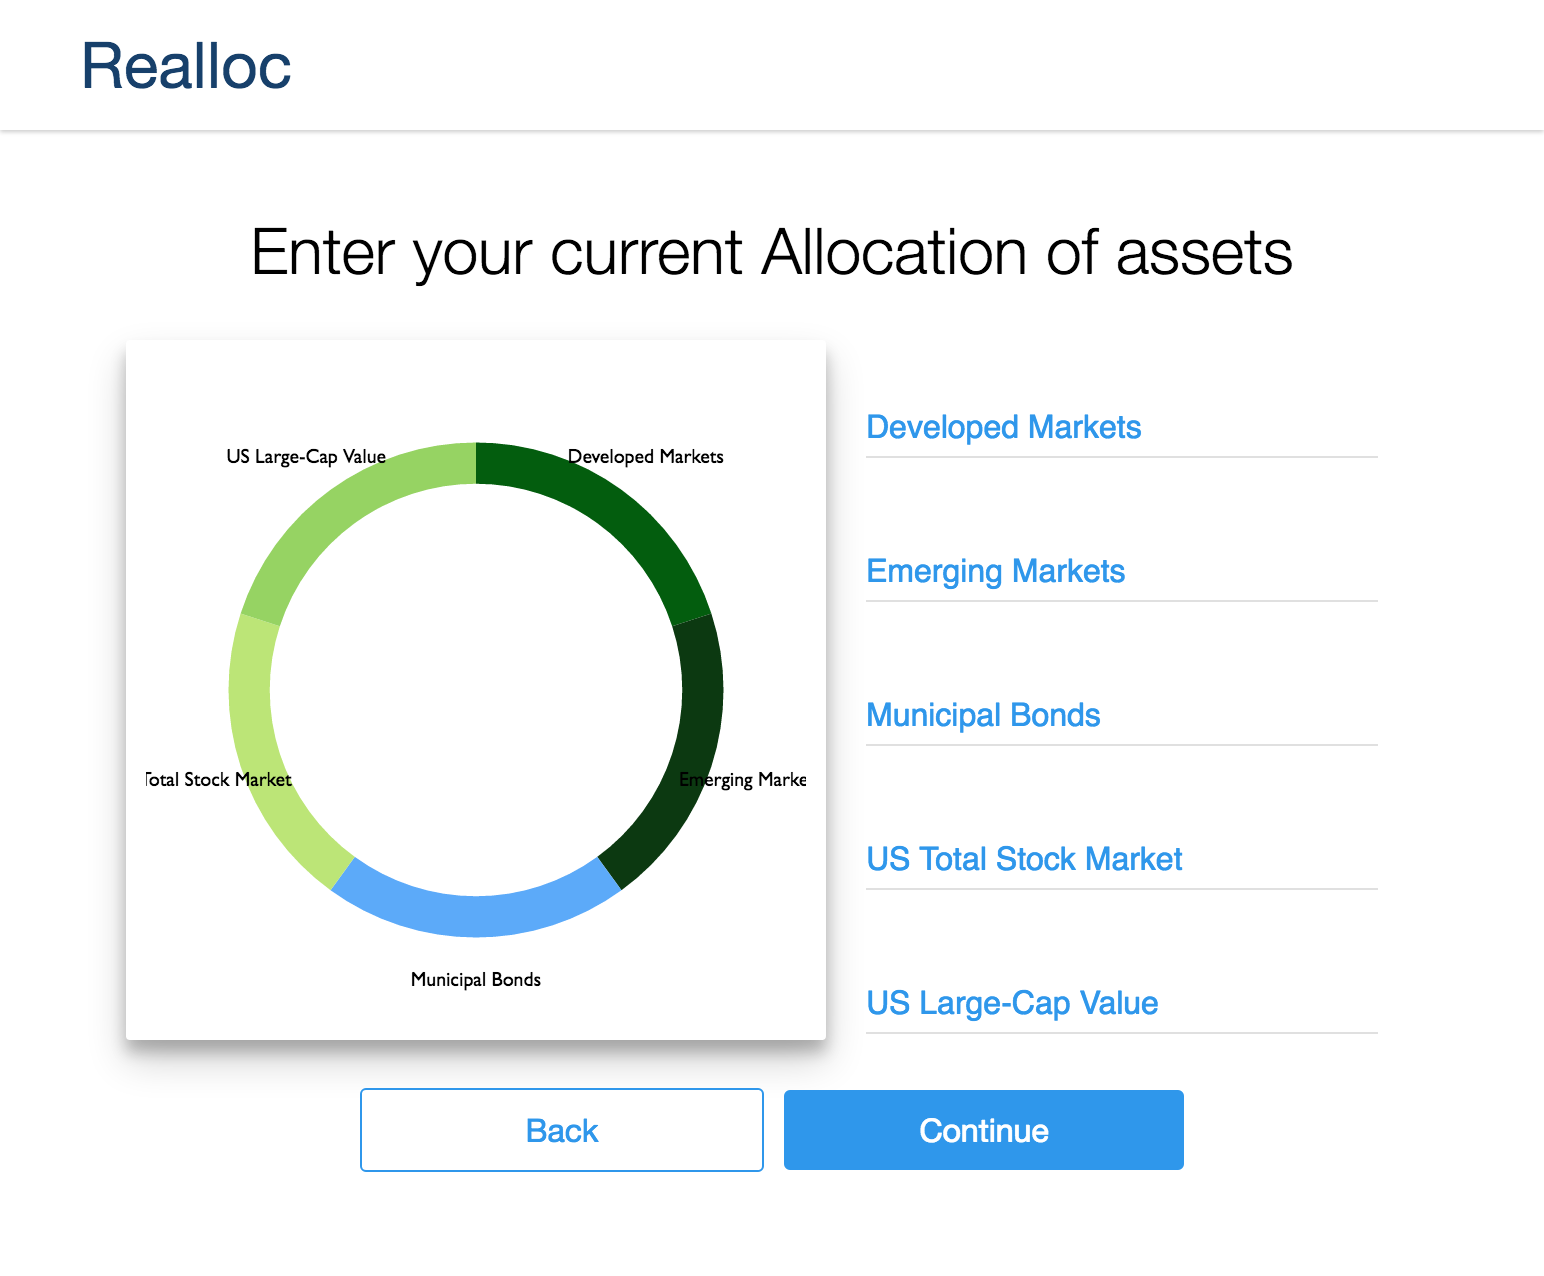 Realloc
Enter your current Allocation of assets
US Large-Cap Value
Developed Markets
Total Stock Market
Emerging Marke
Municipal Bonds
Developed Markets
Emerging Markets
Municipal Bonds
US Total Stock Market
US Large-Cap Value
Back
Continue